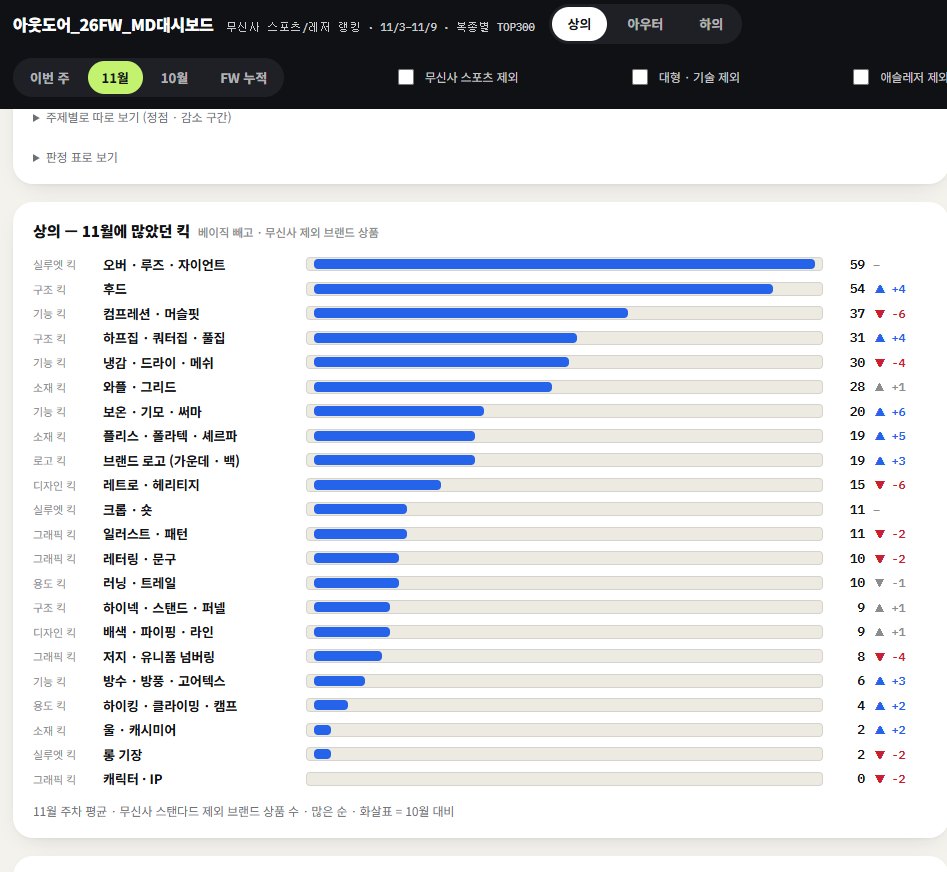 아웃도어_26FW_MD대시보드 무신사 스포츠/레저 랭킹 · 11/3–11/9 · 복종별 TOP300 상의 아우터 하의
이번 주 11월 10월 FW 누적 무신사 스포츠 제외 대형 · 기술 제외 애슬레저 제외
▶ 주제별로 따로 보기 (정점 · 감소 구간)
▶ 판정 표로 보기
상의 — 11월에 많았던 킥 베이직 빼고 · 무신사 제외 브랜드 상품
실루엣 킥 오버 · 루즈 · 자이언트 59 –
구조 킥 후드 54 ▲ +4
기능 킥 컴프레션 · 머슬핏 37 ▼ -6
구조 킥 하프집 · 쿼터집 · 풀집 31 ▲ +4
기능 킥 냉감 · 드라이 · 메쉬 30 ▼ -4
소재 킥 와플 · 그리드 28 ▲ +1
기능 킥 보온 · 기모 · 써마 20 ▲ +6
소재 킥 플리스 · 폴라텍 · 셰르파 19 ▲ +5
로고 킥 브랜드 로고 (가운데 · 백) 19 ▲ +3
디자인 킥 레트로 · 헤리티지 15 ▼ -6
실루엣 킥 크롭 · 숏 11 –
그래픽 킥 일러스트 · 패턴 11 ▼ -2
그래픽 킥 레터링 · 문구 10 ▼ -2
용도 킥 러닝 · 트레일 10 ▼ -1
구조 킥 하이넥 · 스탠드 · 퍼넬 9 ▲ +1
디자인 킥 배색 · 파이핑 · 라인 9 ▲ +1
그래픽 킥 저지 · 유니폼 넘버링 8 ▼ -4
기능 킥 방수 · 방풍 · 고어텍스 6 ▲ +3
용도 킥 하이킹 · 클라이밍 · 캠프 4 ▲ +2
소재 킥 울 · 캐시미어 2 ▲ +2
실루엣 킥 롱 기장 2 ▼ -2
그래픽 킥 캐릭터 · IP 0 ▼ -2
11월 주차 평균 · 무신사 스탠다드 제외 브랜드 상품 수 · 많은 순 · 화살표 = 10월 대비